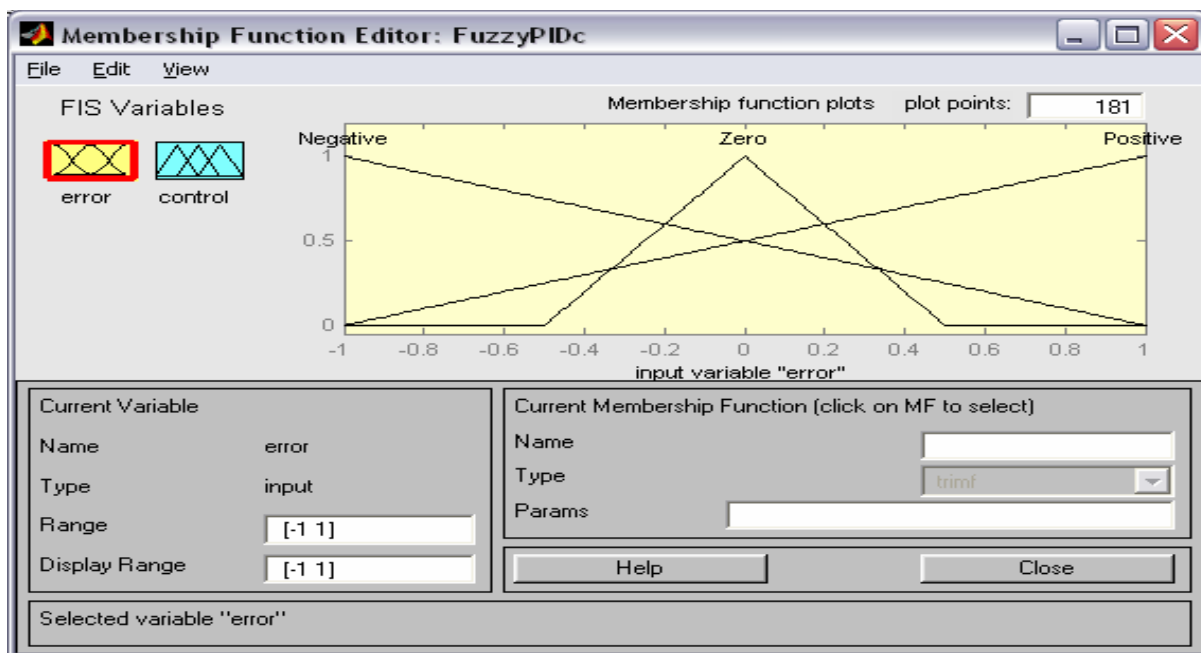 Membership Function Editor: FuzzyPIDc
File Edit View
FIS Variables
Membership function plots plot points: 181
error control
Negative Zero Positive
1
0.5
0
-1 -0.8 -0.6 -0.4 -0.2 0 0.2 0.4 0.6 0.8 1
input variable "error"
Current Variable
Name error
Type input
Range [-1 1]
Display Range [-1 1]
Current Membership Function (click on MF to select)
Name
Type trimf
Params
Help Close
Selected variable "error"